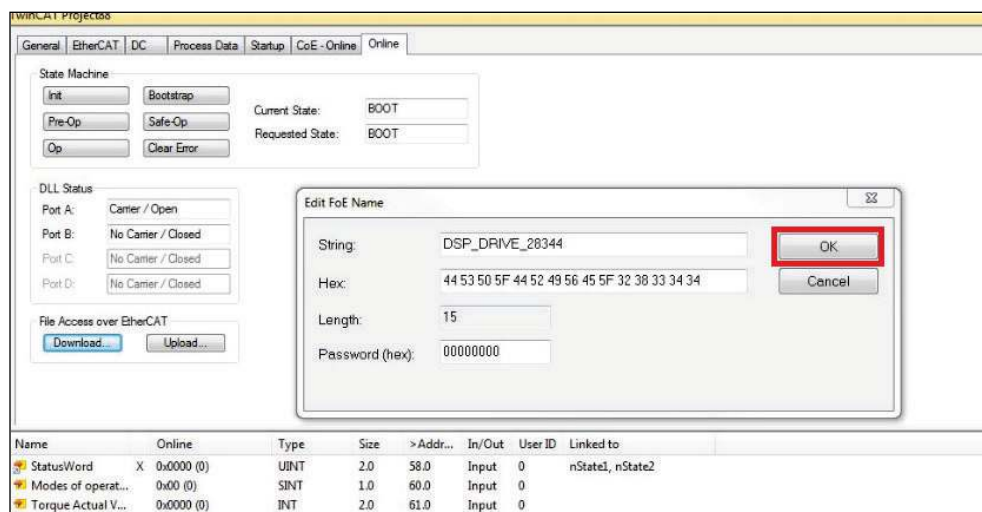 TwinCAT Project88
General EtherCAT DC Process Data Startup CoE - Online Online
State Machine
Init Bootstrap
Pre-Op Safe-Op
Op Clear Error
Current State: BOOT
Requested State: BOOT
DLL Status
Port A: Carrier / Open
Port B: No Carrier / Closed
Port C: No Carrier / Closed
Port D: No Carrier / Closed
File Access over EtherCAT
Download... Upload...
Edit FoE Name
String: DSP_DRIVE_28344
Hex: 44 53 50 5F 44 52 49 56 45 5F 32 38 33 34 34
Length: 15
Password (hex): 00000000
OK
Cancel
Name Online Type Size >Addr... In/Out User ID Linked to
StatusWord X 0x0000 (0) UINT 2.0 58.0 Input 0 nState1, nState2
Modes of operat... 0x00 (0) SINT 1.0 60.0 Input 0
Torque Actual V... 0x0000 (0) INT 2.0 61.0 Input 0